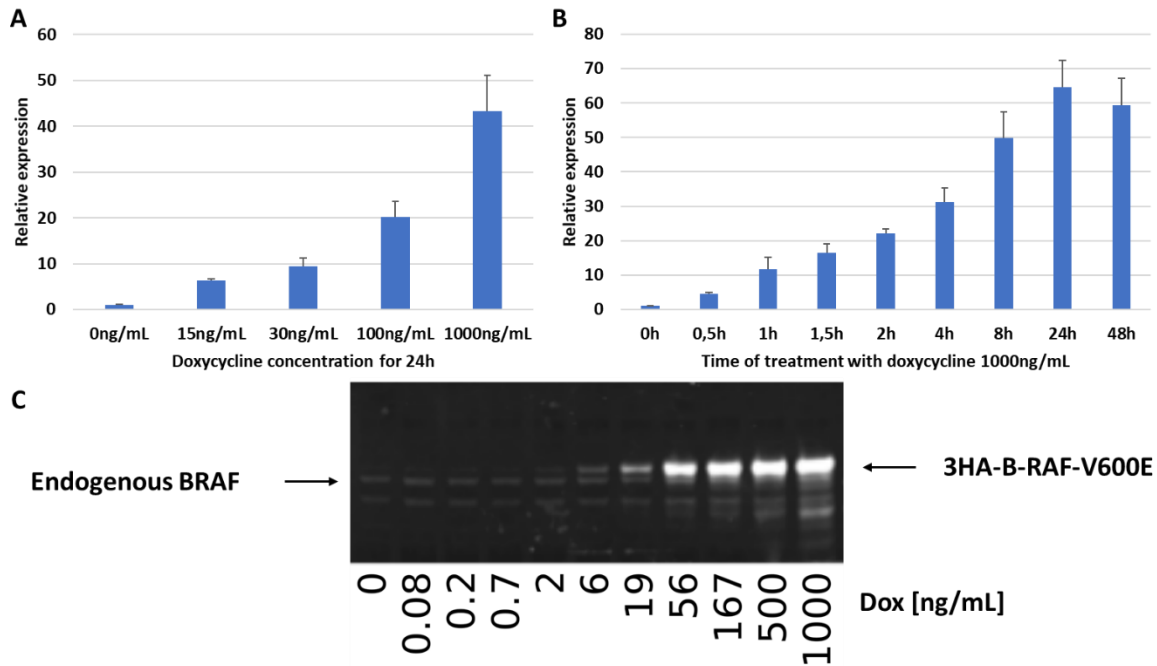 A
60
50
40
30
20
10
0
Relative expression
0ng/mL 15ng/mL 30ng/mL 100ng/mL 1000ng/mL
Doxycycline concentration for 24h
B
80
70
60
50
40
30
20
10
0
Relative expression
0h 0,5h 1h 1,5h 2h 4h 8h 24h 48h
Time of treatment with doxycycline 1000ng/mL
C
Endogenous BRAF
3HA-B-RAF-V600E
0 0.08 0.2 0.7 2 6 19 56 167 500 1000
Dox [ng/mL]